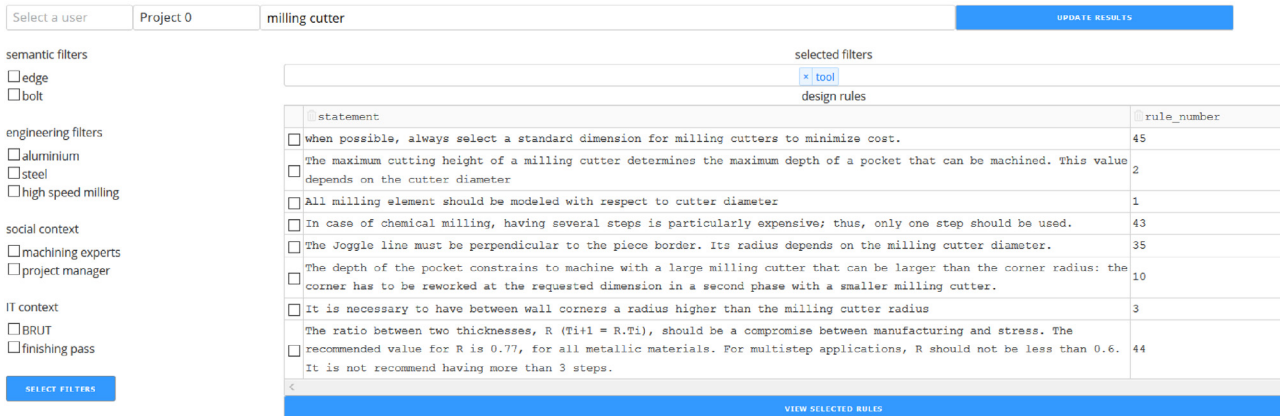 Select a user Project 0 milling cutter UPDATE RESULTS
semantic filters
edge
bolt
engineering filters
aluminium
steel
high speed milling
social context
machining experts
project manager
IT context
BRUT
finishing pass
SELECT FILTERS
selected filters
× tool
design rules
statement rule_number
when possible, always select a standard dimension for milling cutters to minimize cost. 45
The maximum cutting height of a milling cutter determines the maximum depth of a pocket that can be machined. This value
depends on the cutter diameter 2
All milling element should be modeled with respect to cutter diameter 1
In case of chemical milling, having several steps is particularly expensive; thus, only one step should be used. 43
The Joggle line must be perpendicular to the piece border. Its radius depends on the milling cutter diameter. 35
The depth of the pocket constrains to machine with a large milling cutter that can be larger than the corner radius: the
corner has to be reworked at the requested dimension in a second phase with a smaller milling cutter. 10
It is necessary to have between wall corners a radius higher than the milling cutter radius 3
The ratio between two thicknesses, R (Ti+1 = R.Ti), should be a compromise between manufacturing and stress. The
recommended value for R is 0.77, for all metallic materials. For multistep applications, R should not be less than 0.6. 44
It is not recommend having more than 3 steps.
VIEW SELECTED RULES